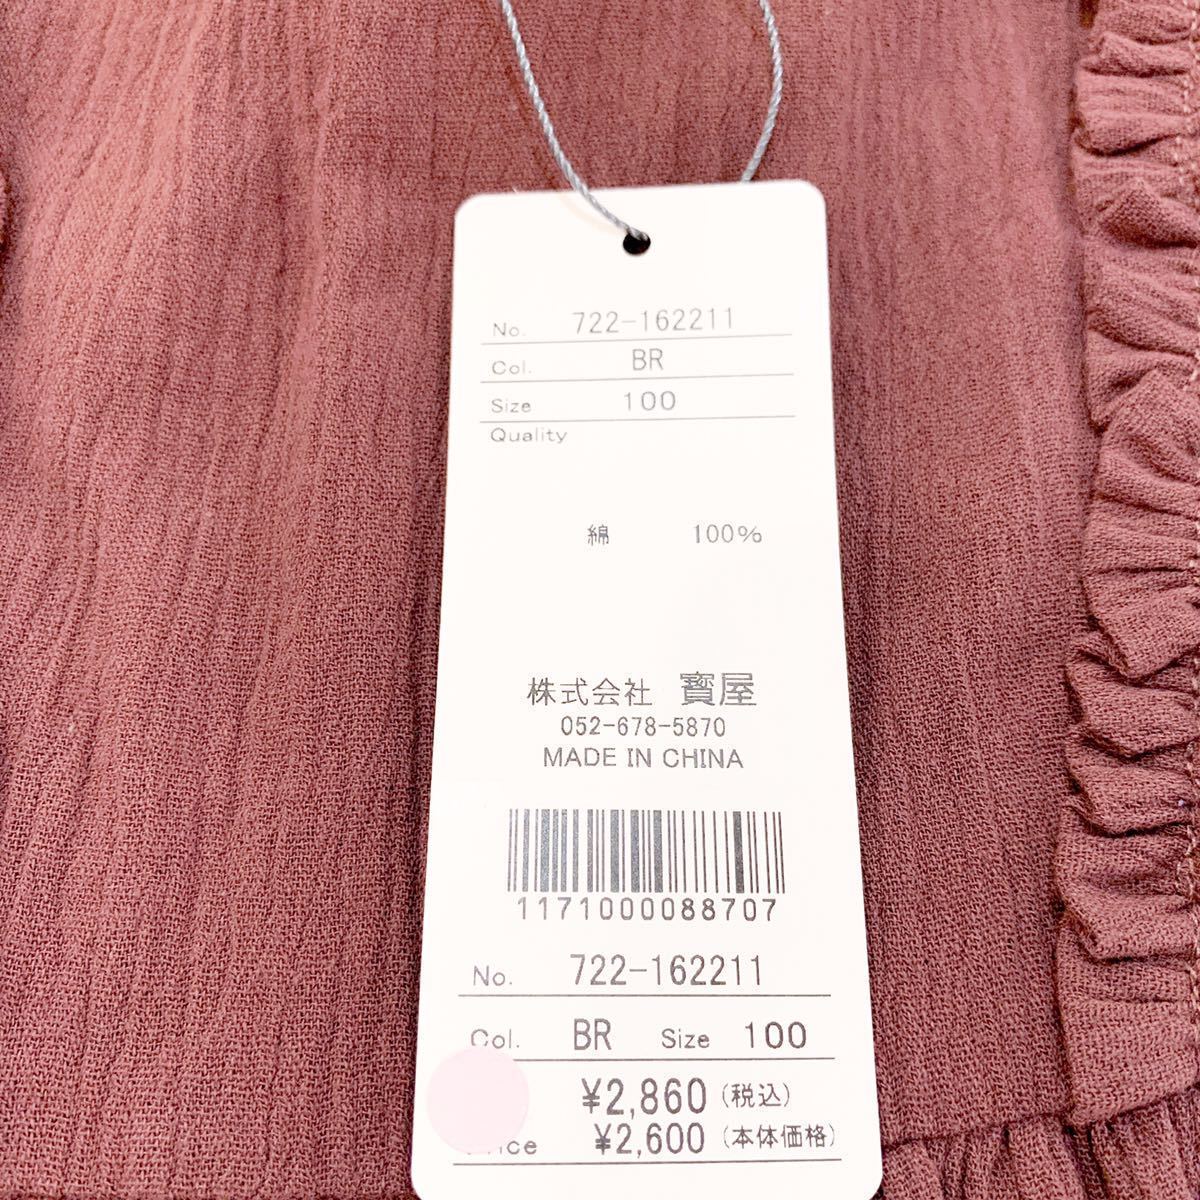 No. 722-162211
Col. BR
Size 100
Quality
綿 100%
株式会社 寳屋
052-678-5870
MADE IN CHINA
1171000088707
No. 722-162211
Col. BR Size 100
¥2,860 (税込)
¥2,600 (本体価格)